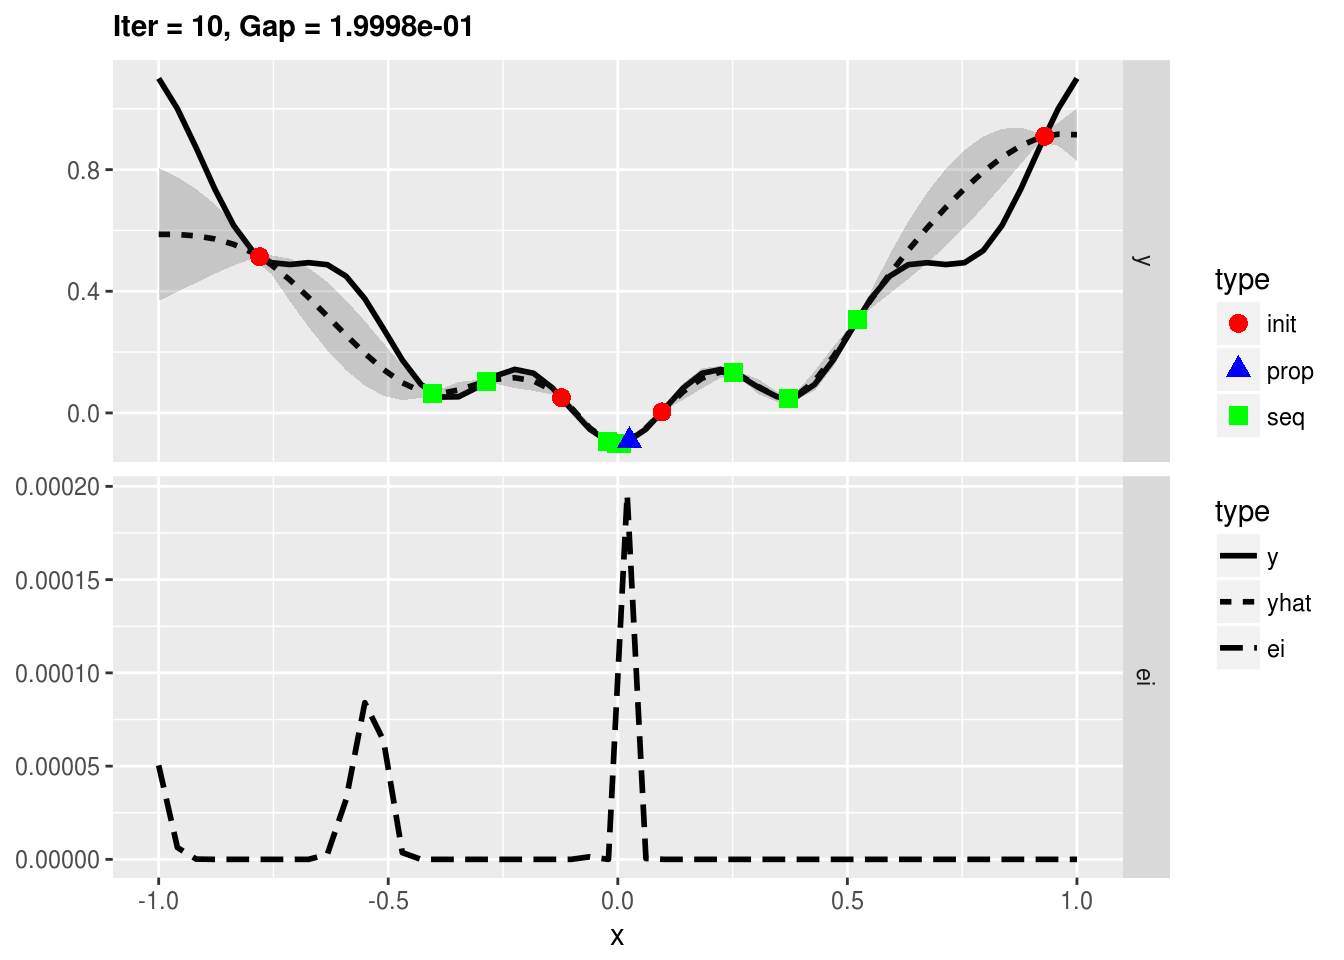 Iter = 10, Gap = 1.9998e-01
0.8
0.4
0.0
y
0.00020
0.00015
0.00010
0.00005
0.00000
ei
-1.0 -0.5 0.0 0.5 1.0
x
type
init
prop
seq
type
y
yhat
ei